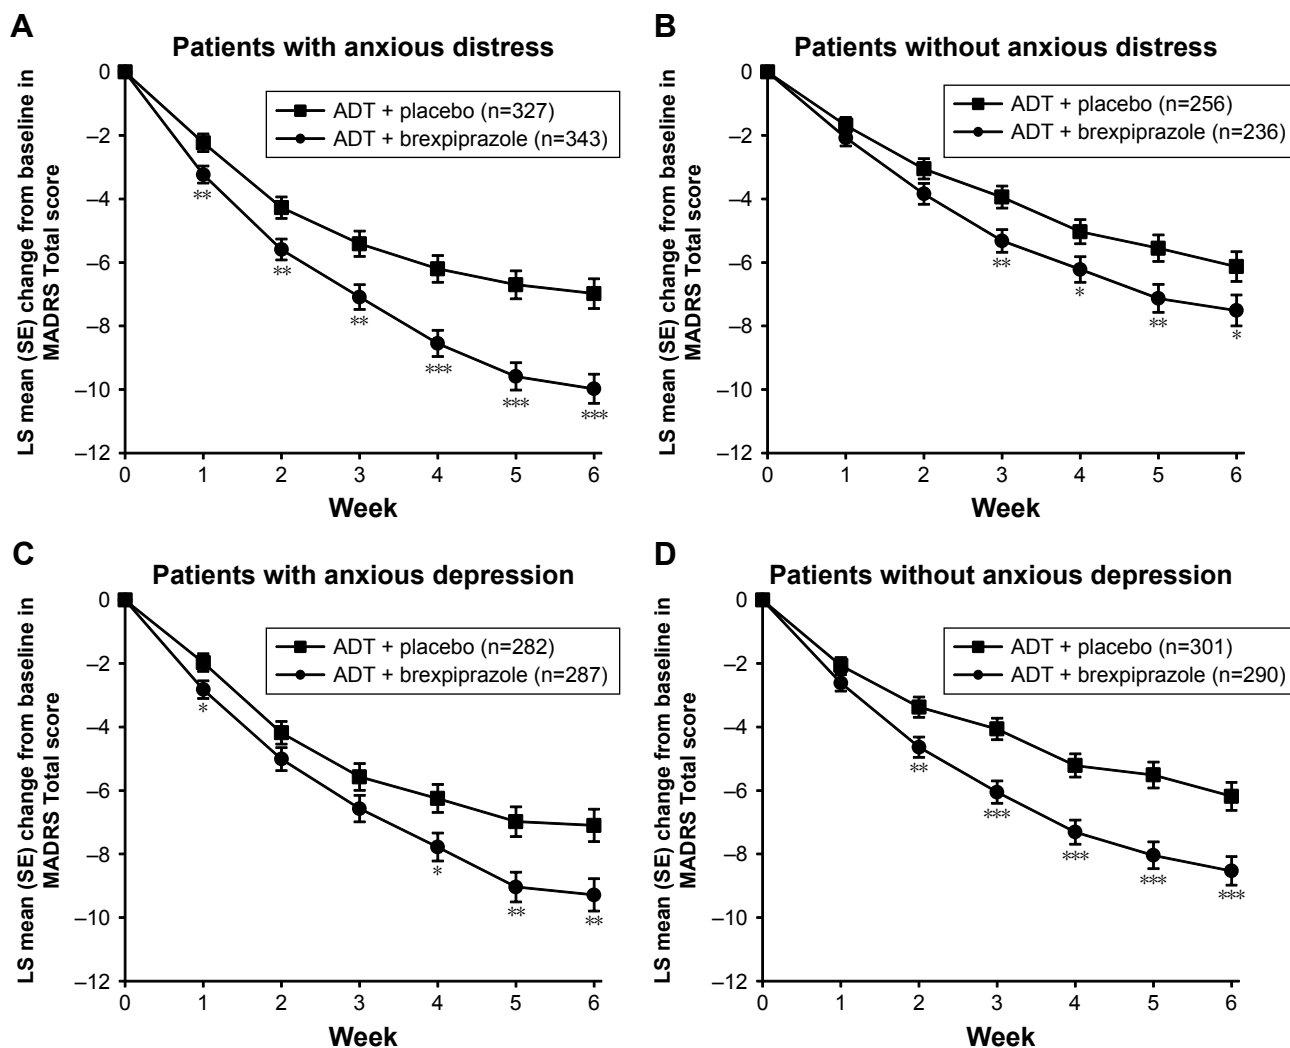 A
Patients with anxious distress
LS mean (SE) change from baseline in
MADRS Total score
0
–2
–4
–6
–8
–10
–12
ADT + placebo (n=327)
ADT + brexpiprazole (n=343)
**
**
**
***
***
***
0 1 2 3 4 5 6
Week
B
Patients without anxious distress
LS mean (SE) change from baseline in
MADRS Total score
0
–2
–4
–6
–8
–10
–12
ADT + placebo (n=256)
ADT + brexpiprazole (n=236)
**
*
**
*
0 1 2 3 4 5 6
Week
C
Patients with anxious depression
LS mean (SE) change from baseline in
MADRS Total score
0
–2
–4
–6
–8
–10
–12
ADT + placebo (n=282)
ADT + brexpiprazole (n=287)
*
*
**
**
0 1 2 3 4 5 6
Week
D
Patients without anxious depression
LS mean (SE) change from baseline in
MADRS Total score
0
–2
–4
–6
–8
–10
–12
ADT + placebo (n=301)
ADT + brexpiprazole (n=290)
**
***
***
***
***
0 1 2 3 4 5 6
Week